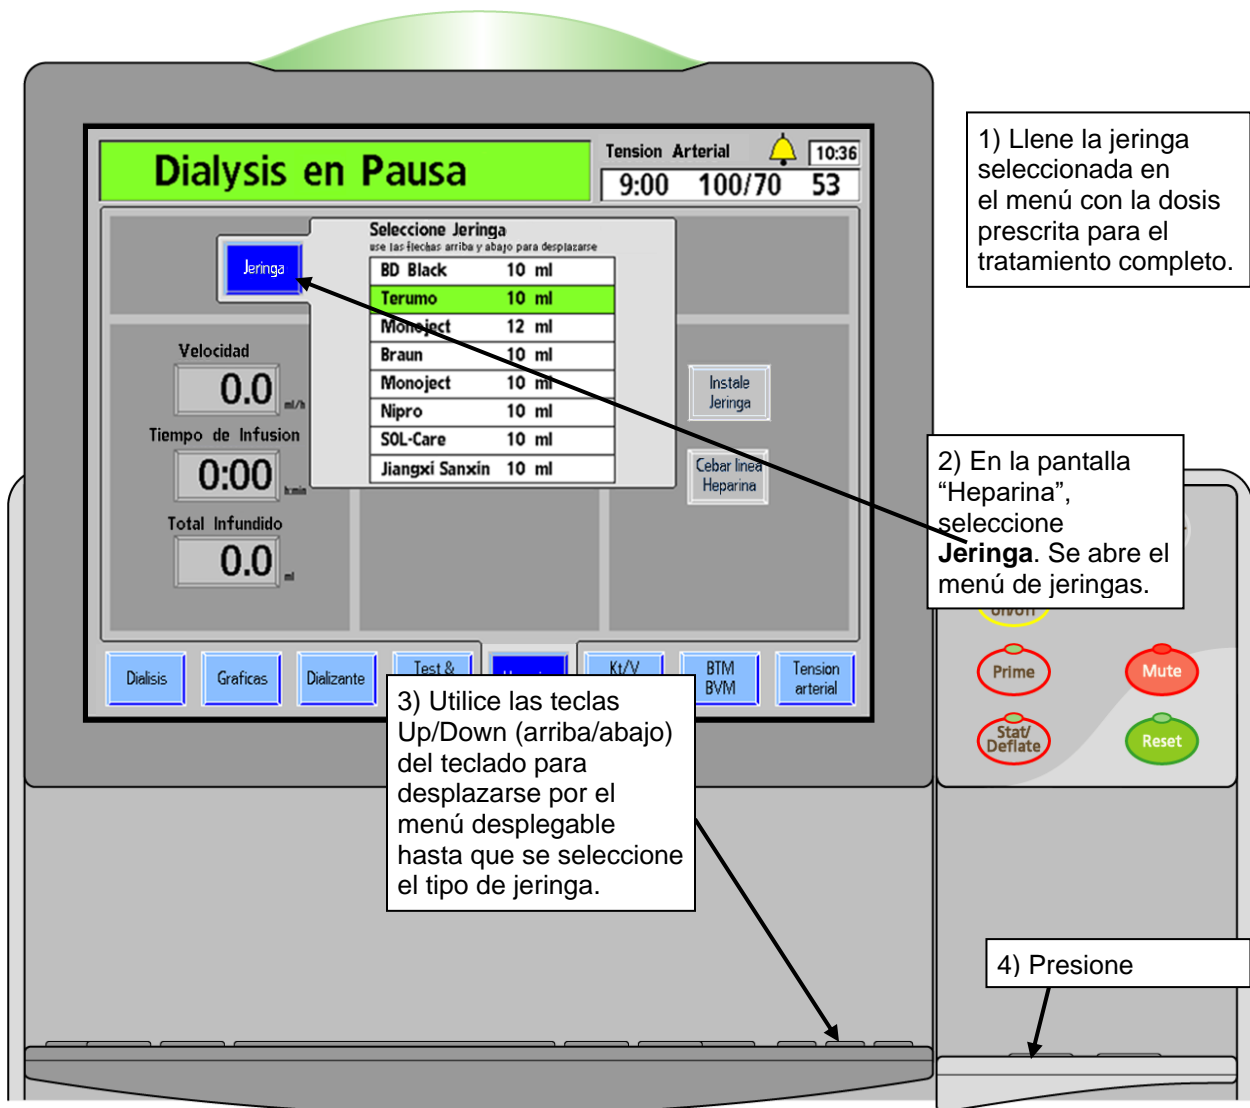 Dialysis en Pausa
Tension Arterial
10:36
9:00 100/70 53
Seleccione Jeringa
use las flechas arriba y abajo para desplazarse
Jeringa
BD Black 10 ml
Terumo 10 ml
Monoject 12 ml
Braun 10 ml
Monoject 10 ml
Nipro 10 ml
SOL-Care 10 ml
Jiangxi Sanxin 10 ml
Velocidad
0.0 ml/h
Tiempo de Infusion
0:00 h:min
Total Infundido
0.0 ml
Instale
Jeringa
Cebar linea
Heparina
Dialisis
Graficas
Dializante
Test &
Kt/V
BTM
BVM
Tension
arterial
1) Llene la jeringa
seleccionada en
el menú con la dosis
prescrita para el
tratamiento completo.
2) En la pantalla
“Heparina”,
seleccione
Jeringa. Se abre el
menú de jeringas.
3) Utilice las teclas
Up/Down (arriba/abajo)
del teclado para
desplazarse por el
menú desplegable
hasta que se seleccione
el tipo de jeringa.
4) Presione
on/off
Prime
Mute
Stat/
Deflate
Reset